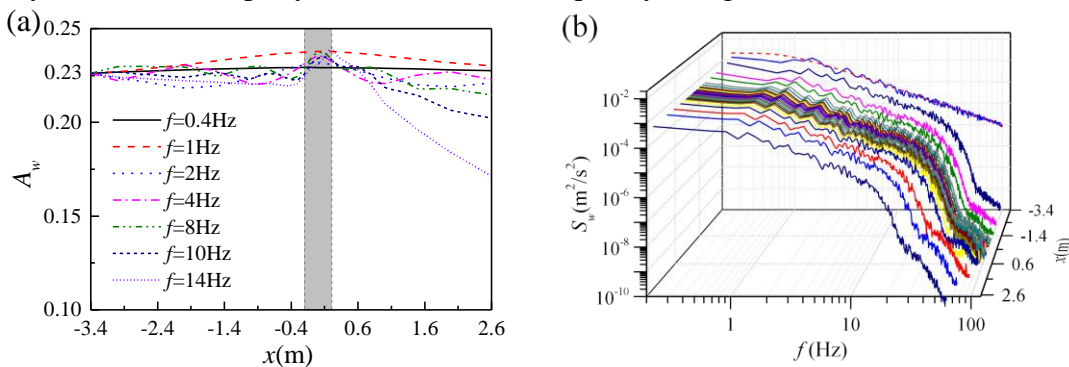 (a)
0.25
0.23
0.20
0.15
0.10
A_w
f=0.4Hz
f=1Hz
f=2Hz
f=4Hz
f=8Hz
f=10Hz
f=14Hz
-3.4 -2.4 -1.4 -0.4 0.6 1.6 2.6
x(m)
(b)
10^-2
10^-4
10^-6
10^-8
10^-10
S_w(m²/s²)
1 10 100
f(Hz)
-3.4
-1.4
0.6
2.6
x(m)